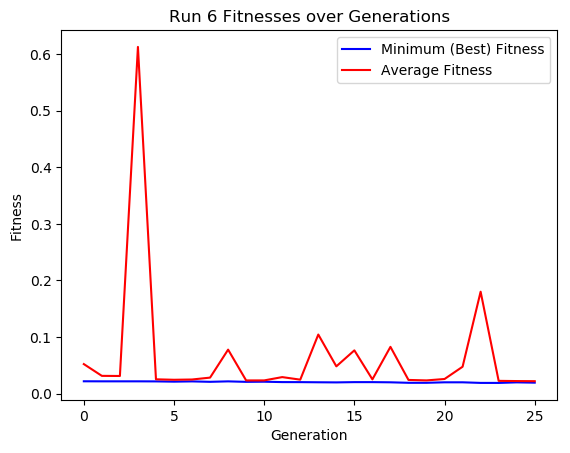 Run 6 Fitnesses over Generations
Minimum (Best) Fitness
Average Fitness
Fitness
0.6
0.5
0.4
0.3
0.2
0.1
0.0
0 5 10 15 20 25
Generation